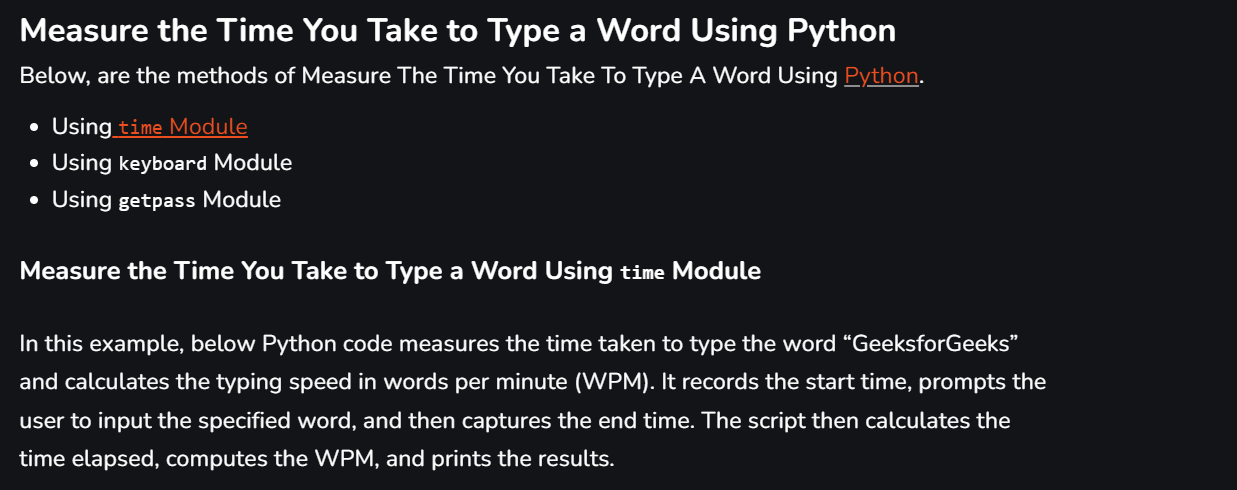 Measure the Time You Take to Type a Word Using Python
Below, are the methods of Measure The Time You Take To Type A Word Using Python.
• Using time Module
• Using keyboard Module
• Using getpass Module
Measure the Time You Take to Type a Word Using time Module
In this example, below Python code measures the time taken to type the word “GeeksforGeeks”
and calculates the typing speed in words per minute (WPM). It records the start time, prompts the
user to input the specified word, and then captures the end time. The script then calculates the
time elapsed, computes the WPM, and prints the results.